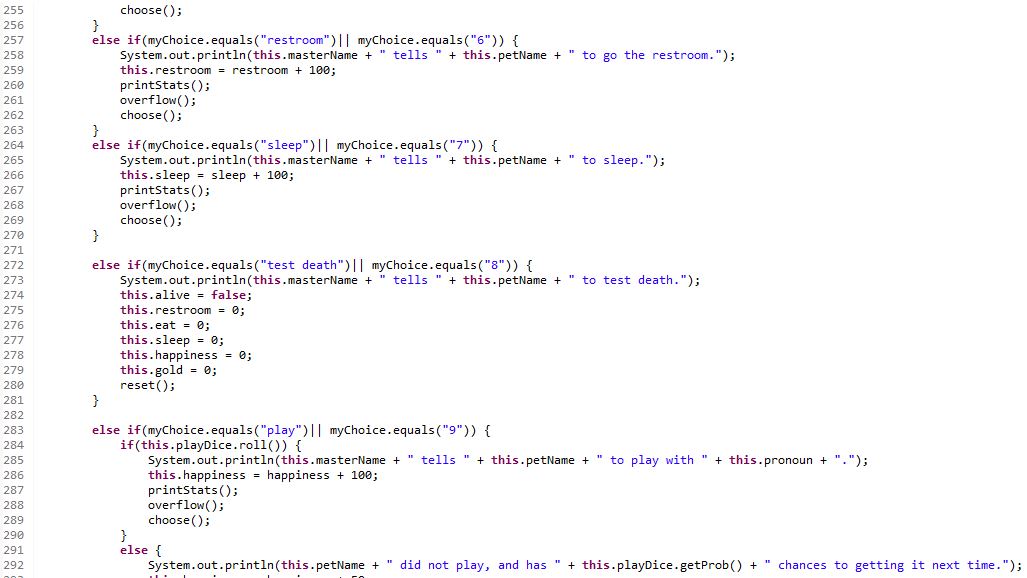 255 choose();
256 }
257 else if(myChoice.equals("restroom")|| myChoice.equals("6")) {
258 System.out.println(this.masterName + " tells " + this.petName + " to go the restroom.");
259 this.restroom = restroom + 100;
260 printStats();
261 overflow();
262 choose();
263 }
264 else if(myChoice.equals("sleep")|| myChoice.equals("7")) {
265 System.out.println(this.masterName + " tells " + this.petName + " to sleep.");
266 this.sleep = sleep + 100;
267 printStats();
268 overflow();
269 choose();
270 }
271
272 else if(myChoice.equals("test death")|| myChoice.equals("8")) {
273 System.out.println(this.masterName + " tells " + this.petName + " to test death.");
274 this.alive = false;
275 this.restroom = 0;
276 this.eat = 0;
277 this.sleep = 0;
278 this.happiness = 0;
279 this.gold = 0;
280 reset();
281 }
282
283 else if(myChoice.equals("play")|| myChoice.equals("9")) {
284 if(this.playDice.roll()) {
285 System.out.println(this.masterName + " tells " + this.petName + " to play with " + this.pronoun + ".");
286 this.happiness = happiness + 100;
287 printStats();
288 overflow();
289 choose();
290 }
291 else {
292 System.out.println(this.petName + " did not play, and has " + this.playDice.getProb() + " chances to getting it next time.");